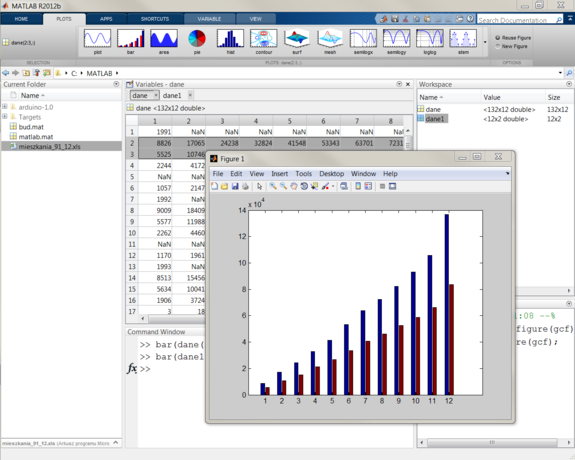 MATLAB R2012b
HOME PLOTS APPS SHORTCUTS VARIABLE VIEW
Search Documentation
dane(2:3,:)
plot bar area pie hist contour surf mesh semilogx semilogy loglog stem
Reuse Figure
New Figure
SELECTION PLOTS: dane(2:3,:) OPTIONS
C: MATLAB
Current Folder
Name
arduino-1.0
Targets
bud.mat
matlab.mat
mieszkania_91_12.xls
Variables - dane
dane dane1
dane <132x12 double>
1 2 3 4 5 6 7 8
1 1991 NaN NaN NaN NaN NaN NaN NaN
2 8826 17065 24238 32824 41548 53343 63701 7231
3 5525 10746
4 2244 4172
5 NaN NaN
6 1057 2147
7 1992 NaN
8 9009 18409
9 5577 11988
10 2262 4460
11 NaN NaN
12 1170 1961
13 1993 NaN
14 8513 15456
15 5634 10041
16 1906 3724
17 3 18
Workspace
Name Value Size
dane <132x12 double> 132x12
dane1 <12x2 double> 12x2
Figure 1
File Edit View Insert Tools Desktop Window Help
x 10^4
14
12
10
8
6
4
2
0
1 2 3 4 5 6 7 8 9 10 11 12
Command Window
>> bar(dane(
>> bar(dane1
fx >>
1:08 --%
figure(gcf)
re(gcf);
mieszkania_91_12.xls (Arkusz programu Micro